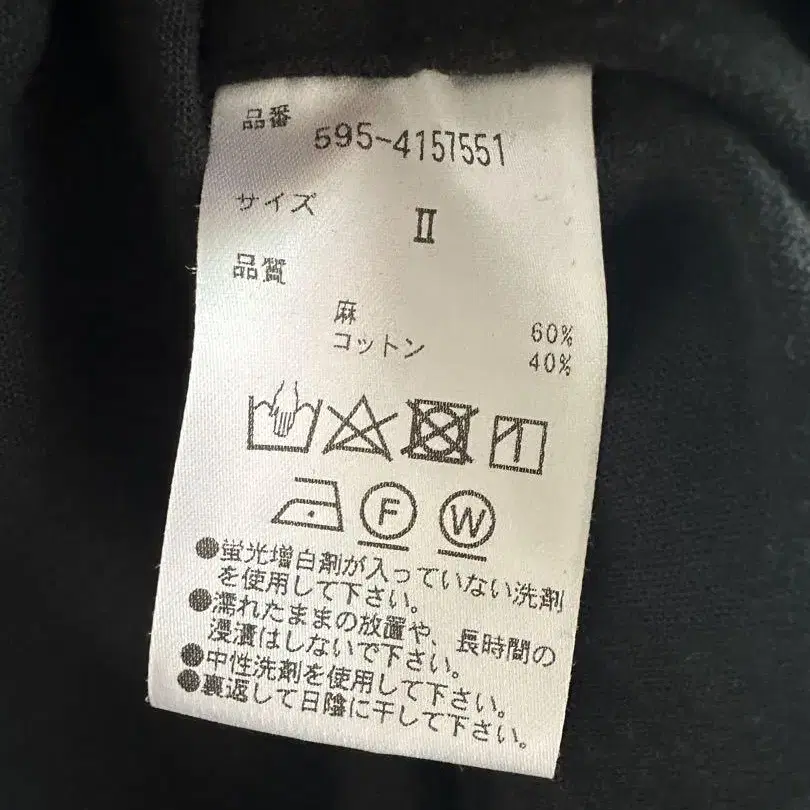 品番
595-4157551
サイズ
Ⅱ
品質
麻 60%
コットン 40%
F W
●蛍光増白剤が入っていない洗剤
を使用して下さい。
●濡れたままの放置や、長時間の
浸漬はしないで下さい。
●中性洗剤を使用して下さい。
●裏返して日陰に干して下さい。